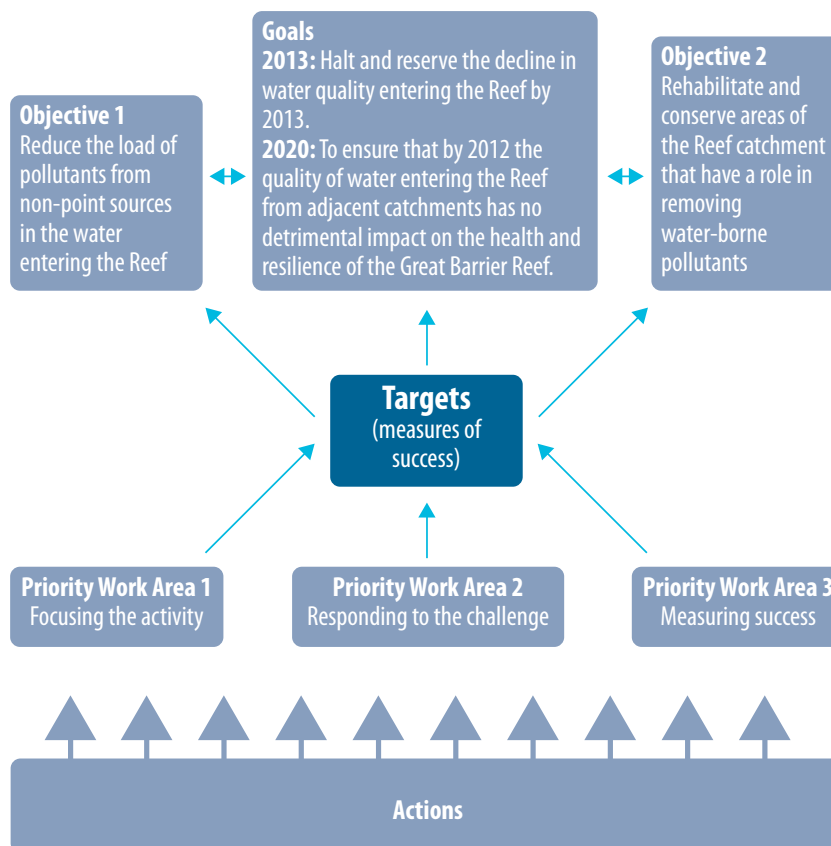 Objective 1
Reduce the load of
pollutants from
non-point sources
in the water
entering the Reef
Goals
2013: Halt and reserve the decline in
water quality entering the Reef by
2013.
2020: To ensure that by 2012 the
quality of water entering the Reef
from adjacent catchments has no
detrimental impact on the health and
resilience of the Great Barrier Reef.
Objective 2
Rehabilitate and
conserve areas of
the Reef catchment
that have a role in
removing
water-borne
pollutants
Targets
(measures of
success)
Priority Work Area 1
Focusing the activity
Priority Work Area 2
Responding to the challenge
Priority Work Area 3
Measuring success
Actions